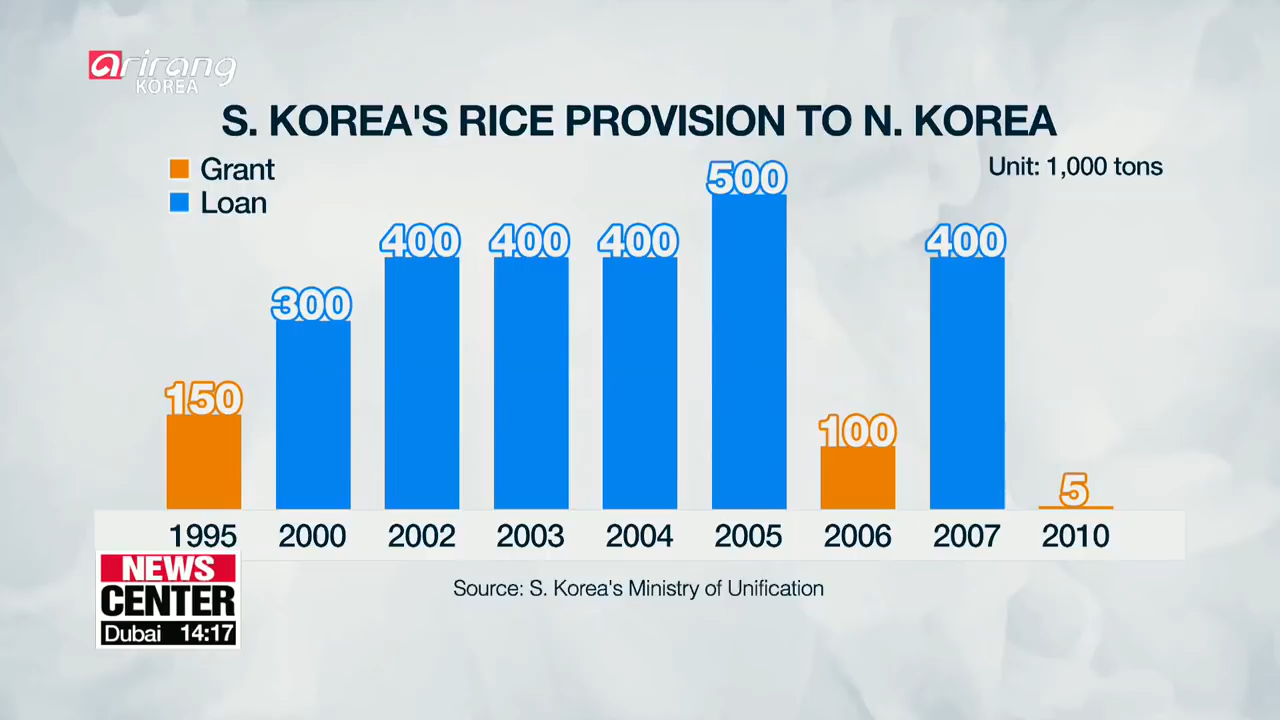 arirang
KOREA
S. KOREA'S RICE PROVISION TO N. KOREA
Grant
Loan
Unit: 1,000 tons
150
300
400
400
400
500
100
400
5
1995 2000 2002 2003 2004 2005 2006 2007 2010
Source: S. Korea's Ministry of Unification
NEWS
CENTER
Dubai 14:17